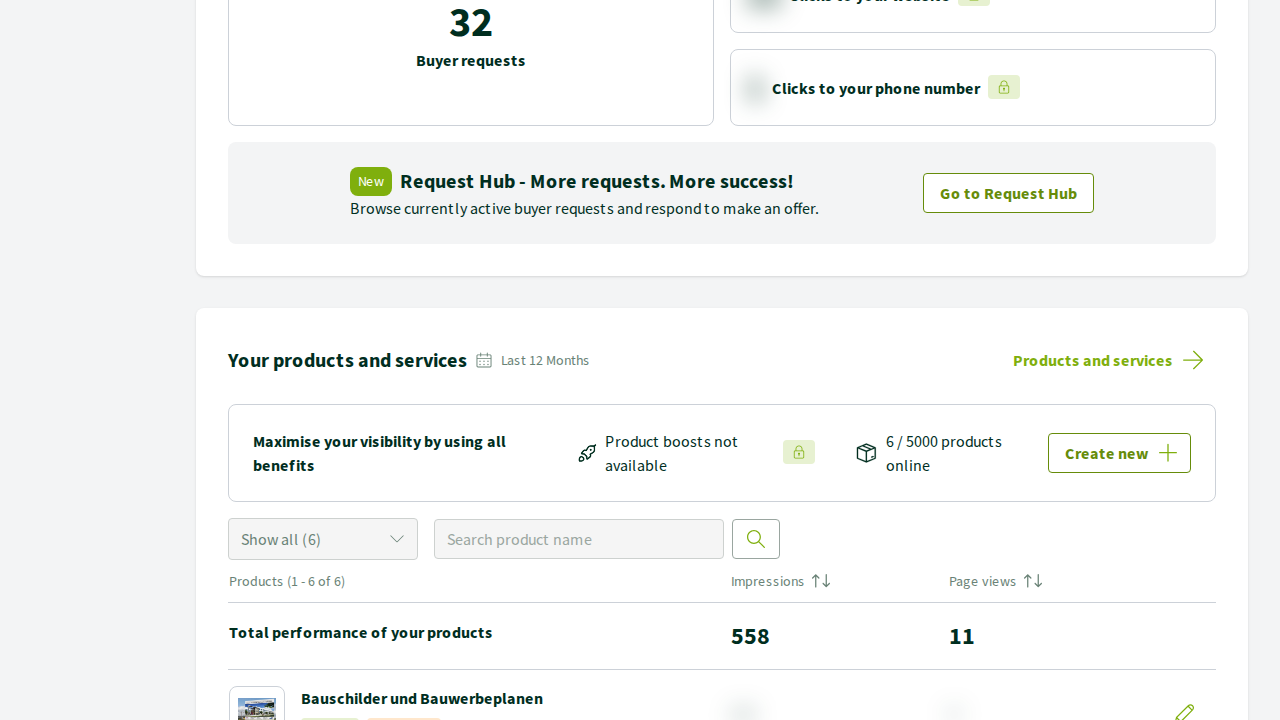 32
Buyer requests
Clicks to your website
Clicks to your phone number
New
Request Hub - More requests. More success!
Browse currently active buyer requests and respond to make an offer.
Go to Request Hub
Your products and services
Last 12 Months
Products and services
Maximise your visibility by using all
benefits
Product boosts not
available
6 / 5000 products
online
Create new
Show all (6)
Search product name
Products (1 - 6 of 6)
Impressions
Page views
Total performance of your products
558
11
Bauschilder und Bauwerbeplanen